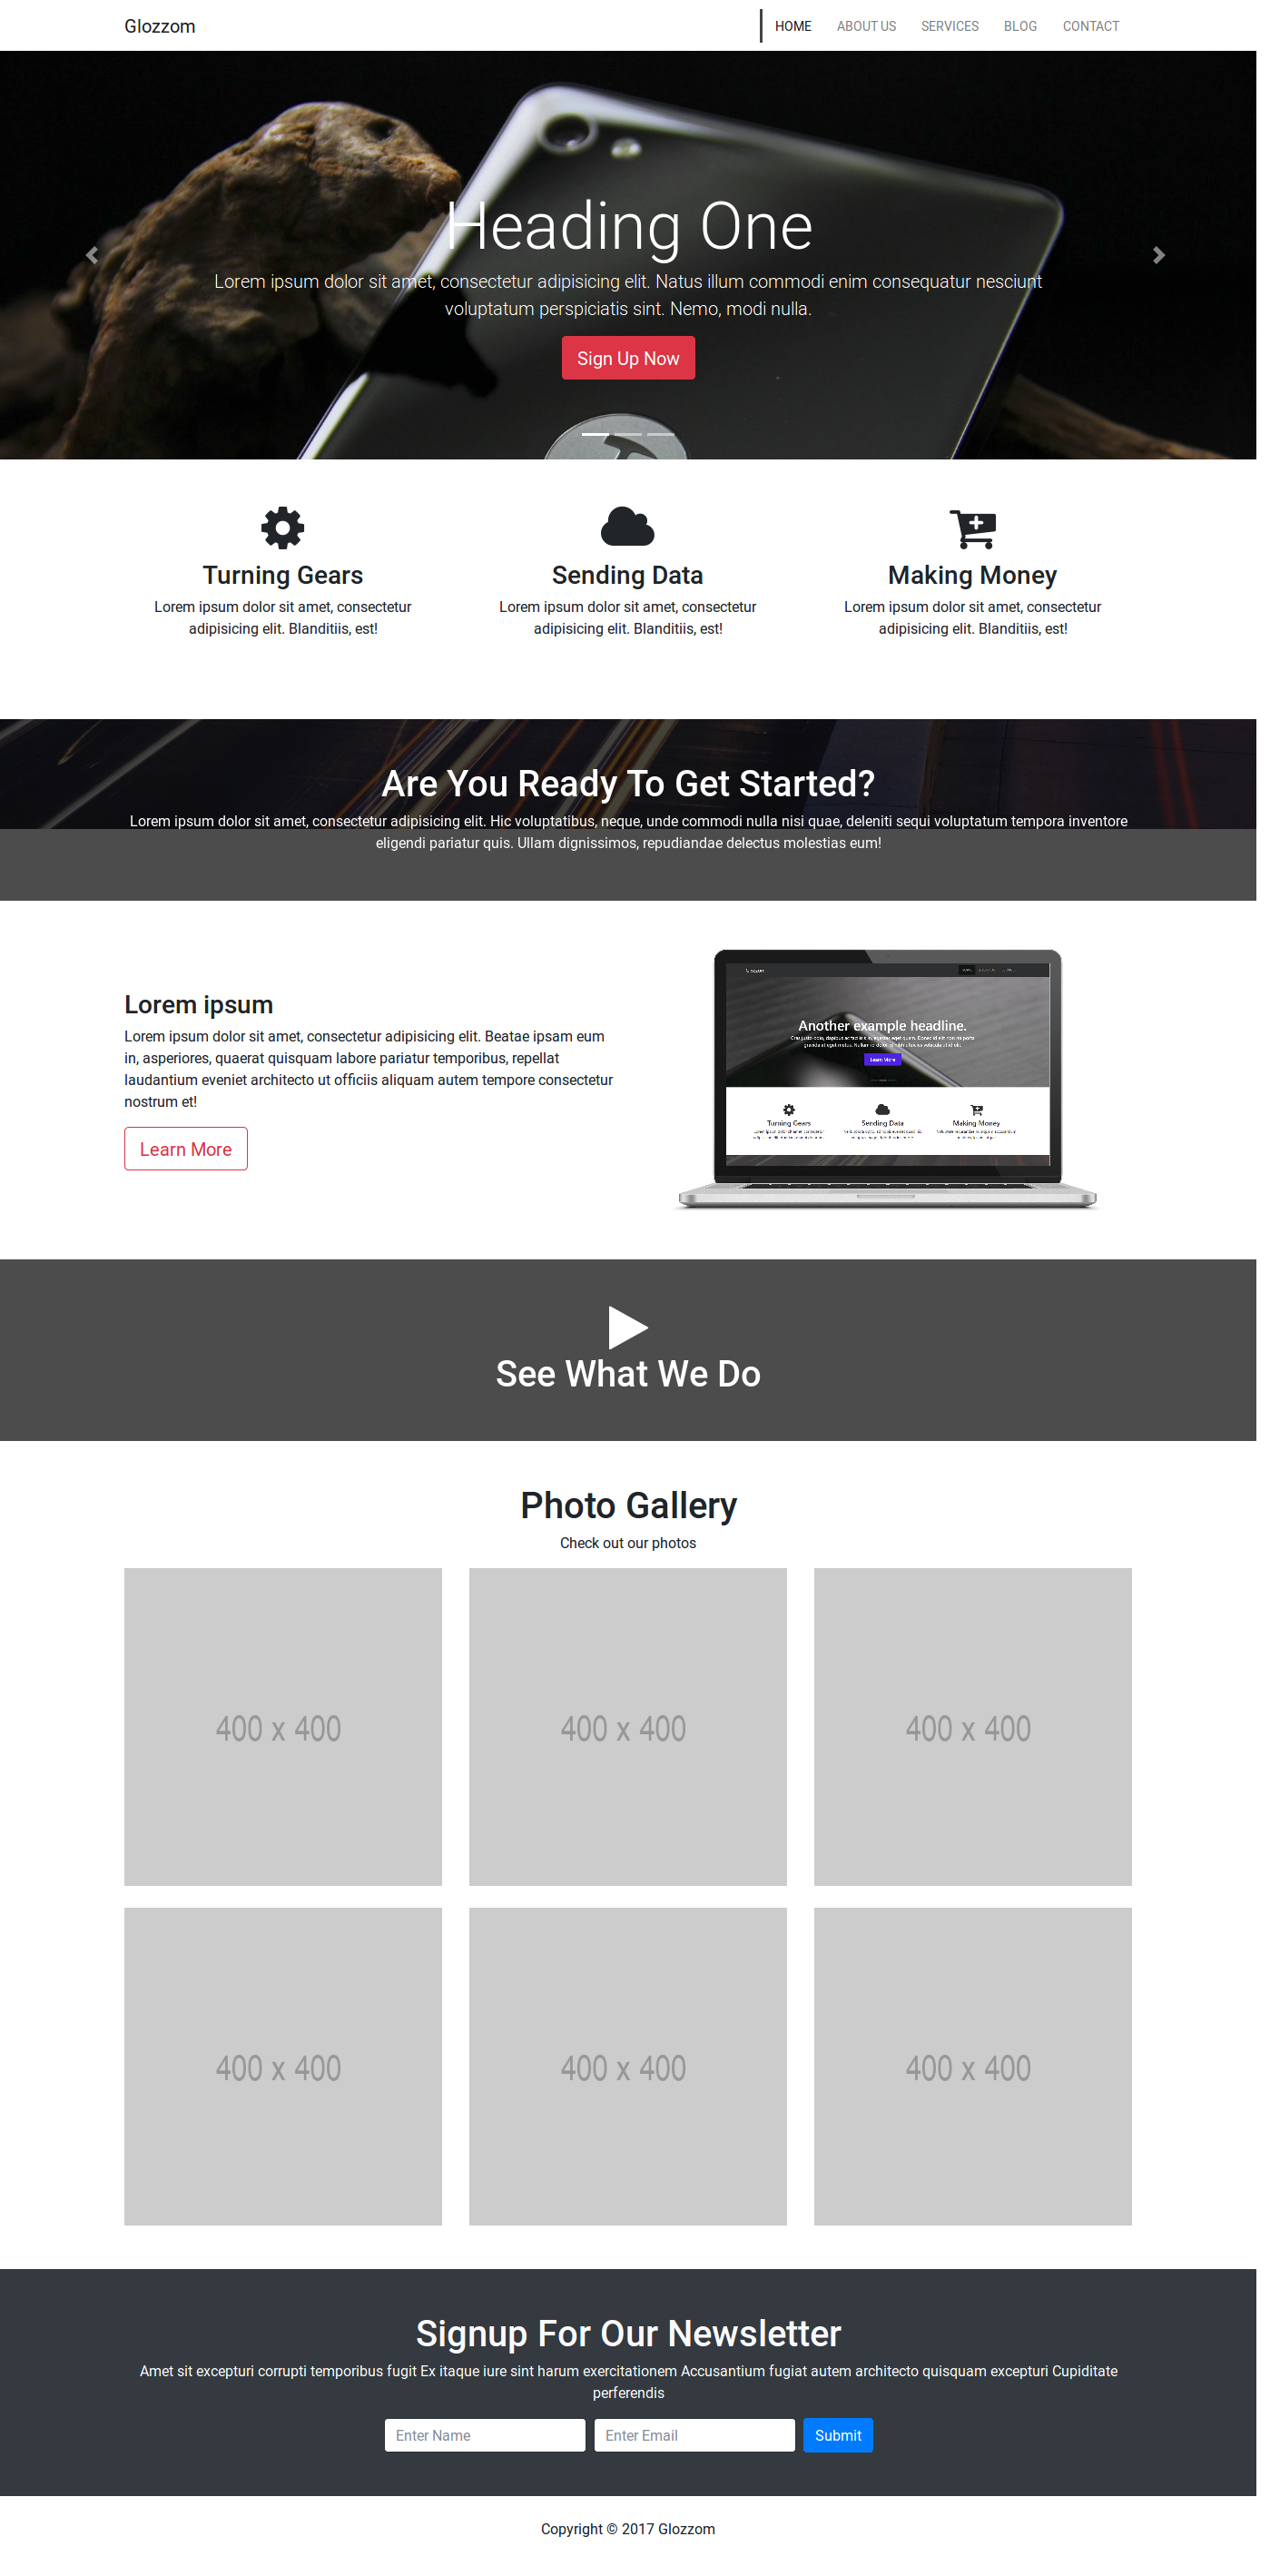 Glozzom
HOME ABOUT US SERVICES BLOG CONTACT
Heading One
Lorem ipsum dolor sit amet, consectetur adipisicing elit. Natus illum commodi enim consequatur nesciunt
voluptatum perspiciatis sint. Nemo, modi nulla.
Sign Up Now
Turning Gears
Lorem ipsum dolor sit amet, consectetur
adipisicing elit. Blanditiis, est!
Sending Data
Lorem ipsum dolor sit amet, consectetur
adipisicing elit. Blanditiis, est!
Making Money
Lorem ipsum dolor sit amet, consectetur
adipisicing elit. Blanditiis, est!
Are You Ready To Get Started?
Lorem ipsum dolor sit amet, consectetur adipisicing elit. Hic voluptatibus, neque, unde commodi nulla nisi quae, deleniti sequi voluptatum tempora inventore
eligendi pariatur quis. Ullam dignissimos, repudiandae delectus molestias eum!
Lorem ipsum
Lorem ipsum dolor sit amet, consectetur adipisicing elit. Beatae ipsam eum
in, asperiores, quaerat quisquam labore pariatur temporibus, repellat
laudantium eveniet architecto ut officiis aliquam autem tempore consectetur
nostrum et!
Learn More
Another example headline.
Learn More
Turning Gears
Sending Data
Making Money
See What We Do
Photo Gallery
Check out our photos
400 x 400
400 x 400
400 x 400
400 x 400
400 x 400
400 x 400
Signup For Our Newsletter
Amet sit excepturi corrupti temporibus fugit Ex itaque iure sint harum exercitationem Accusantium fugiat autem architecto quisquam excepturi Cupiditate
perferendis
Enter Name
Enter Email
Submit
Copyright © 2017 Glozzom